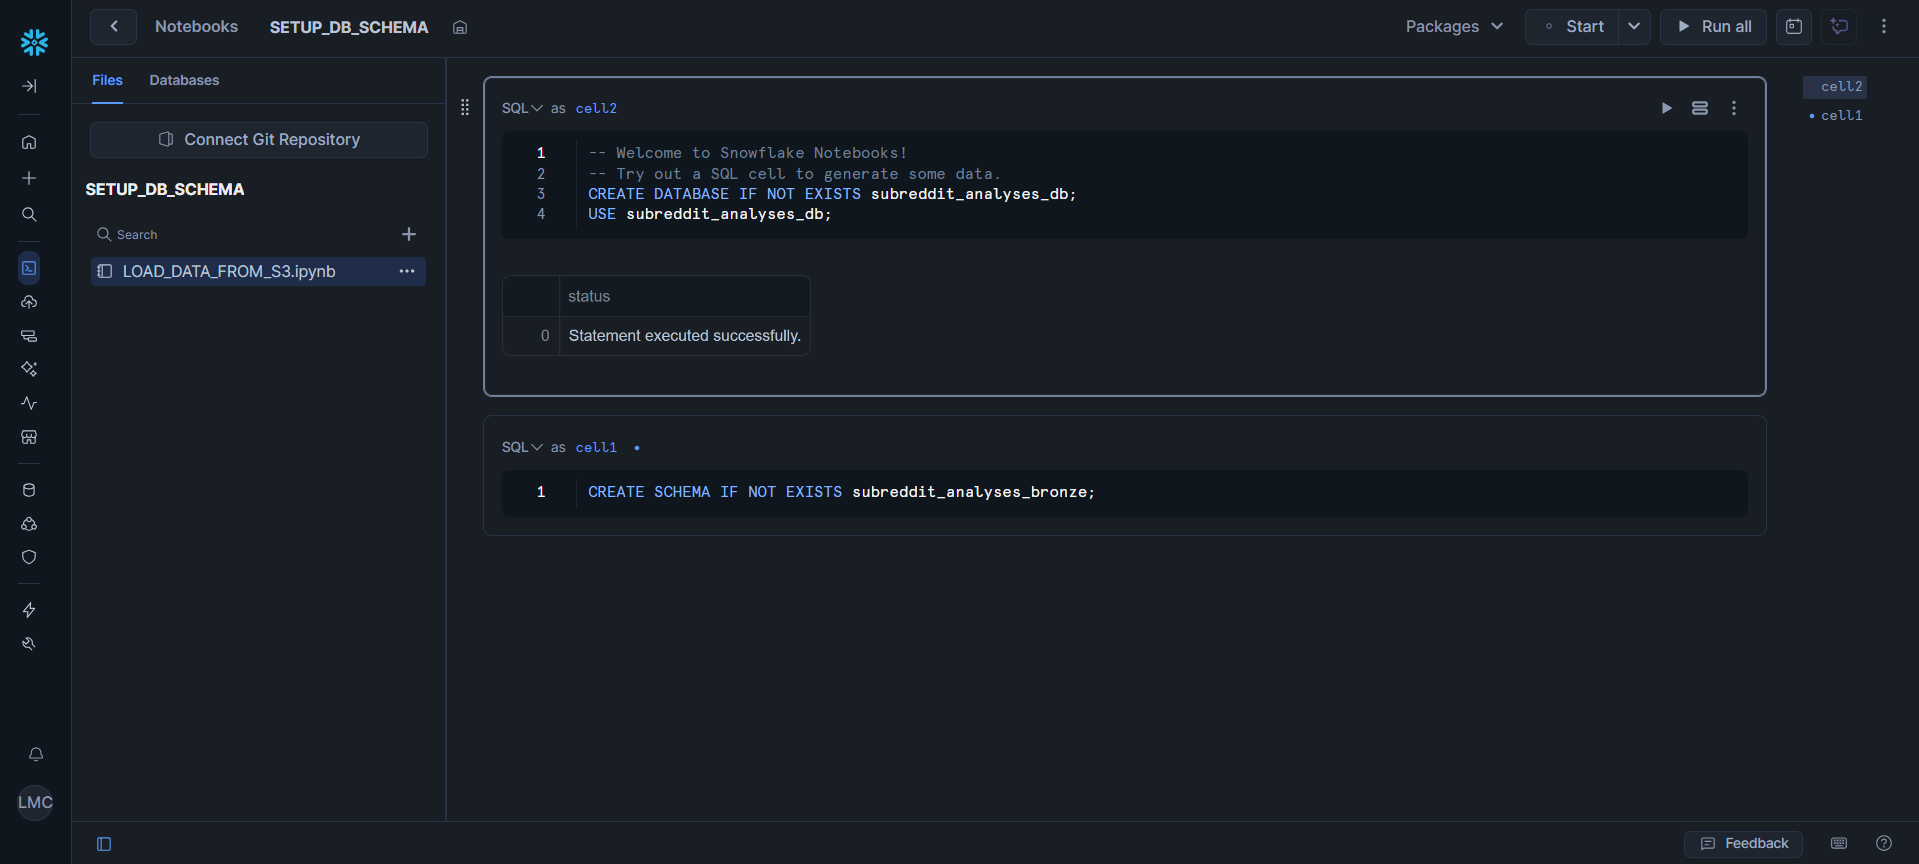 Notebooks SETUP_DB_SCHEMA
Packages
Start
Run all
Files Databases
Connect Git Repository
SETUP_DB_SCHEMA
Search
LOAD_DATA_FROM_S3.ipynb
SQL as cell2
1 -- Welcome to Snowflake Notebooks!
2 -- Try out a SQL cell to generate some data.
3 CREATE DATABASE IF NOT EXISTS subreddit_analyses_db;
4 USE subreddit_analyses_db;
status
0 Statement executed successfully.
SQL as cell1
1 CREATE SCHEMA IF NOT EXISTS subreddit_analyses_bronze;
cell2
cell1
LMC
Feedback